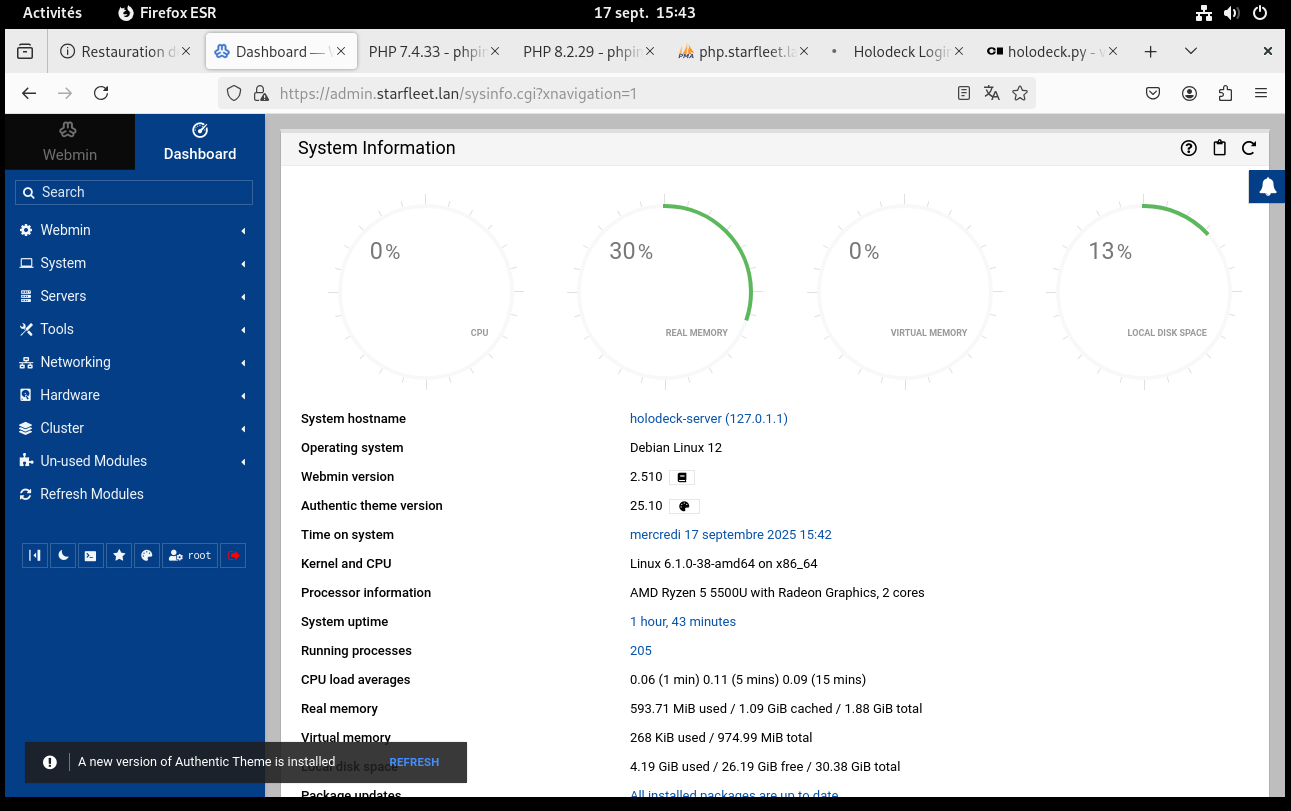 Activités Firefox ESR 17 sept. 15:43
Restauration d Dashboard — PHP 7.4.33 - phpin PHP 8.2.29 - phpin php.starfleet.la Holodeck Login holodeck.py - v
https://admin.starfleet.lan/sysinfo.cgi?xnavigation=1
Webmin Dashboard
Search
Webmin
System
Servers
Tools
Networking
Hardware
Cluster
Un-used Modules
Refresh Modules
root
System Information
0% 30% 0% 13%
CPU REAL MEMORY VIRTUAL MEMORY LOCAL DISK SPACE
System hostname holodeck-server (127.0.1.1)
Operating system Debian Linux 12
Webmin version 2.510
Authentic theme version 25.10
Time on system mercredi 17 septembre 2025 15:42
Kernel and CPU Linux 6.1.0-38-amd64 on x86_64
Processor information AMD Ryzen 5 5500U with Radeon Graphics, 2 cores
System uptime 1 hour, 43 minutes
Running processes 205
CPU load averages 0.06 (1 min) 0.11 (5 mins) 0.09 (15 mins)
Real memory 593.71 MiB used / 1.09 GiB cached / 1.88 GiB total
Virtual memory 268 KiB used / 974.99 MiB total
Local disk space 4.19 GiB used / 26.19 GiB free / 30.38 GiB total
Package updates All installed packages are up to date
A new version of Authentic Theme is installed REFRESH